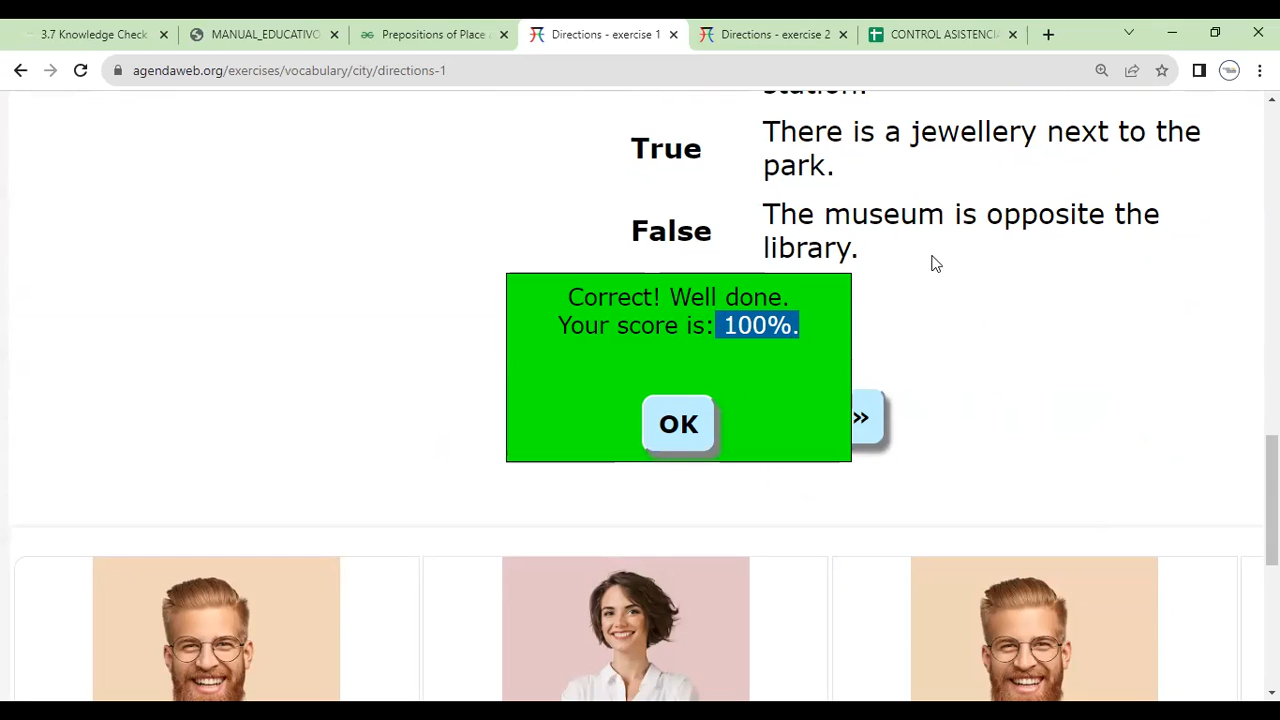 3.7 Knowledge Check
MANUAL_EDUCATIVO
Prepositions of Place
Directions - exercise 1
Directions - exercise 2
CONTROL ASISTENCIA
agendaweb.org/exercises/vocabulary/city/directions-1
station.
True
There is a jewellery next to the
park.
False
The museum is opposite the
library.
Correct! Well done.
Your score is: 100%.
OK
»